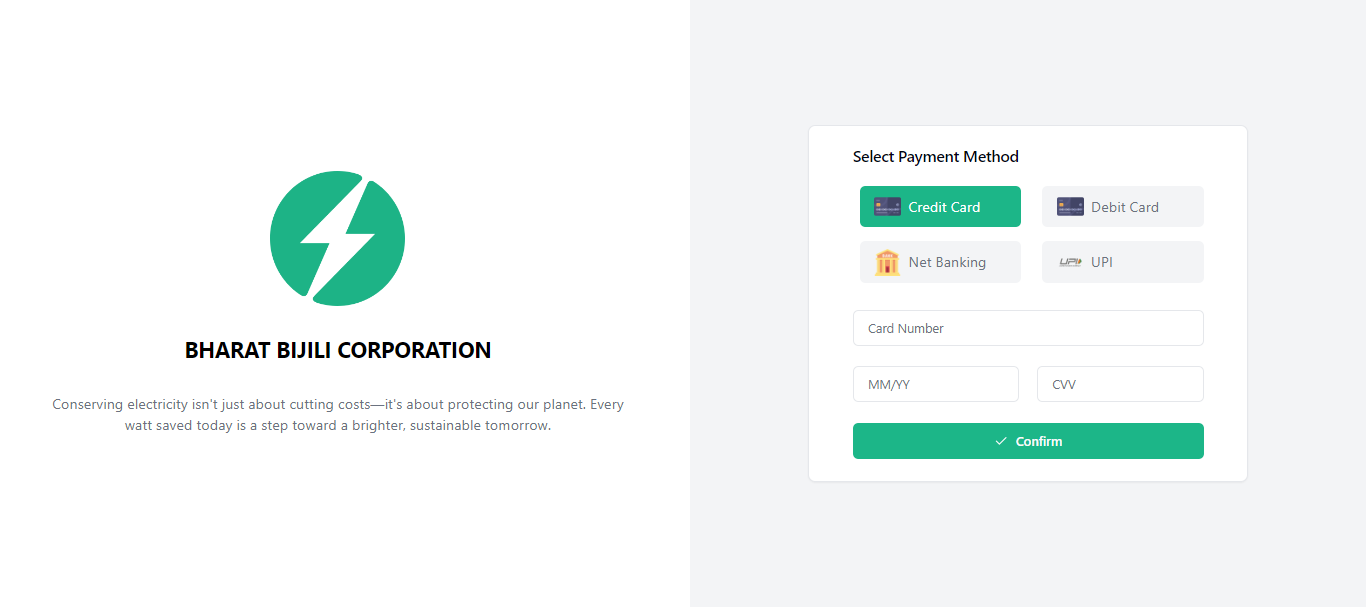 BHARAT BIJILI CORPORATION
Conserving electricity isn't just about cutting costs—it's about protecting our planet. Every
watt saved today is a step toward a brighter, sustainable tomorrow.
Select Payment Method
Credit Card
Debit Card
Net Banking
UPI
UPI
Card Number
MM/YY
CVV
Confirm